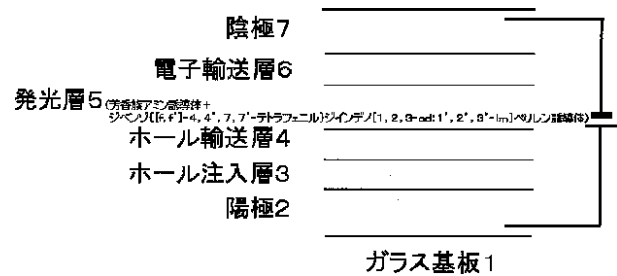 陰極7
電子輸送層6
発光層5(芳香族アミン誘導体+
ジベンゾ{[f,f']-4,4',7,7'-テトラフェニル}ジインデノ[1,2,3-cd:1',2',3'-lm]ペリレン誘導体)
ホール輸送層4
ホール注入層3
陽極2
ガラス基板1